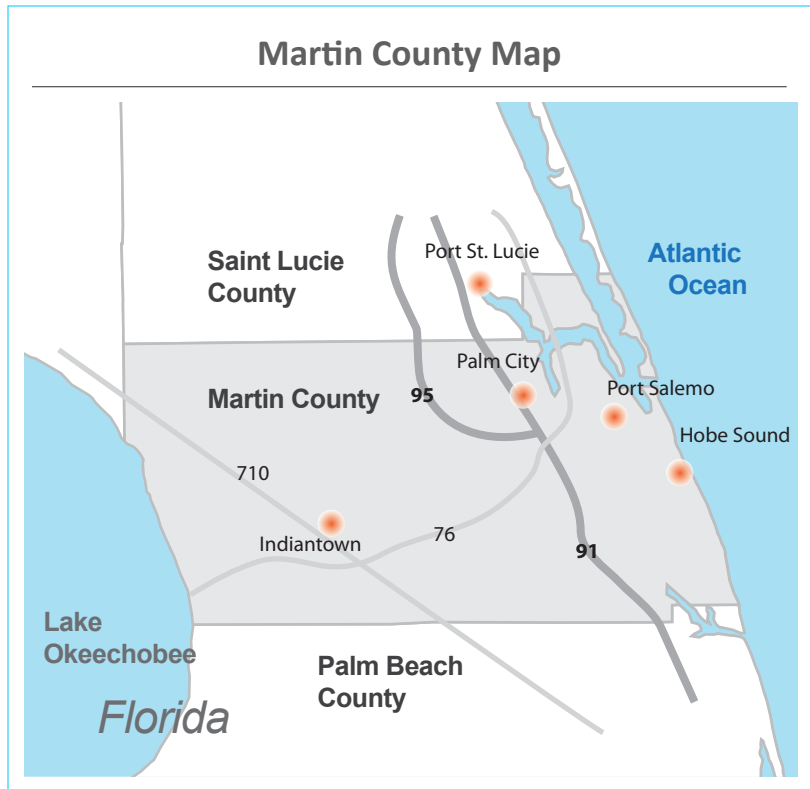 Martin County Map
Port St. Lucie
Saint Lucie
County
Atlantic
Ocean
Palm City
Martin County
95
Port Salemo
Hobe Sound
710
Indiantown
76
91
Lake
Okeechobee
Palm Beach
County
Florida